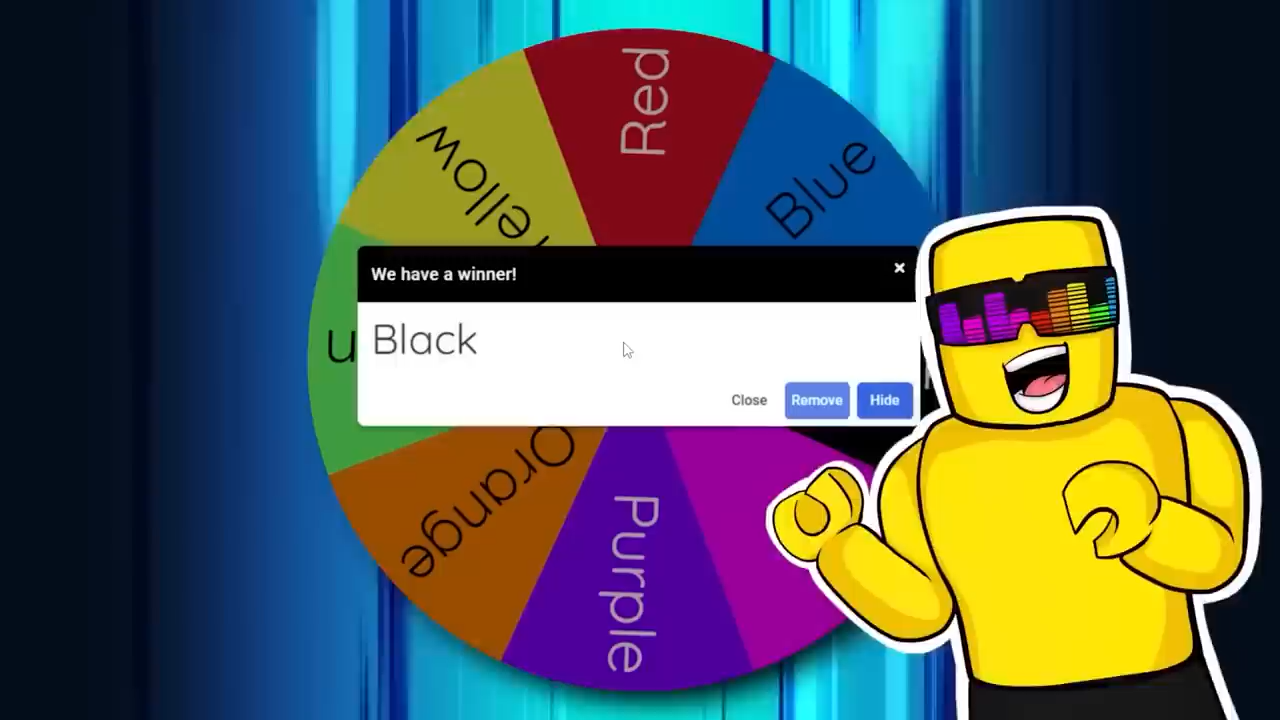 Red
Blue
Yellow
We have a winner!
Black
Close
Remove
Hide
Orange
Purple